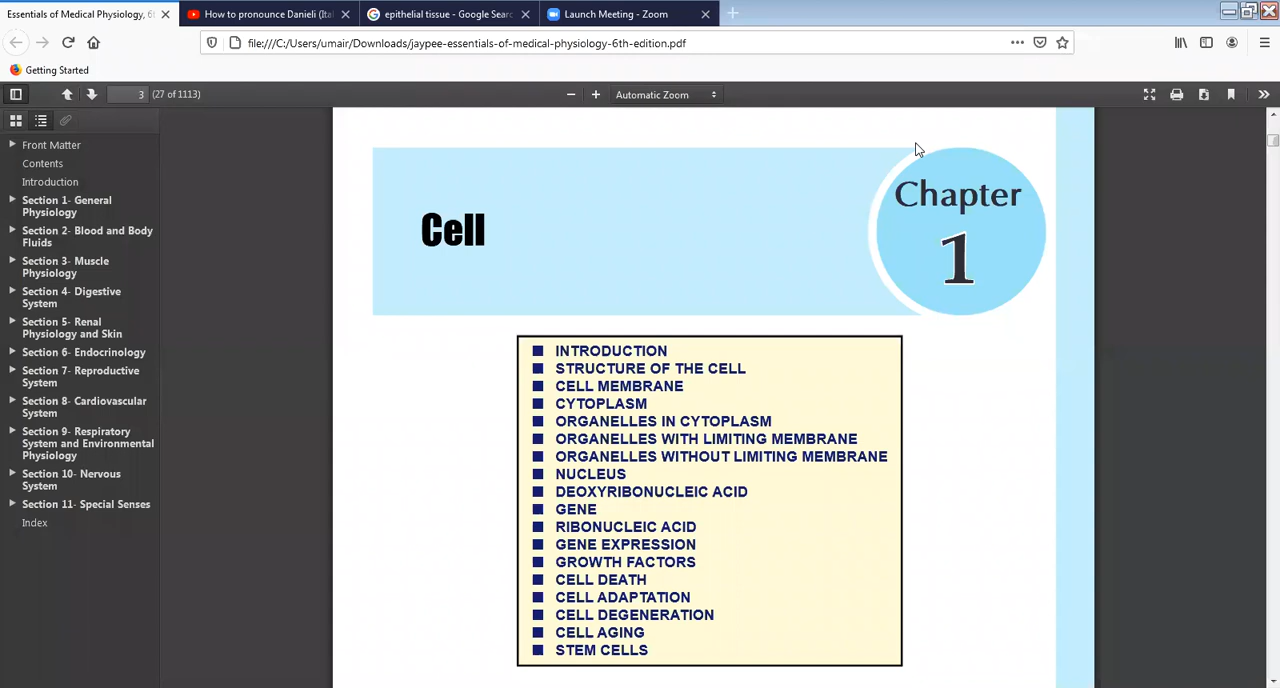 Essentials of Medical Physiology, 6t
How to pronounce Danieli (Ital
epithelial tissue - Google Searc
Launch Meeting - Zoom
file:///C:/Users/umair/Downloads/jaypee-essentials-of-medical-physiology-6th-edition.pdf
Getting Started
3 (27 of 1113)
Automatic Zoom
Front Matter
Contents
Introduction
Section 1- General
Physiology
Section 2- Blood and Body
Fluids
Section 3- Muscle
Physiology
Section 4- Digestive
System
Section 5- Renal
Physiology and Skin
Section 6- Endocrinology
Section 7- Reproductive
System
Section 8- Cardiovascular
System
Section 9- Respiratory
System and Environmental
Physiology
Section 10- Nervous
System
Section 11- Special Senses
Index
Cell
Chapter
1
INTRODUCTION
STRUCTURE OF THE CELL
CELL MEMBRANE
CYTOPLASM
ORGANELLES IN CYTOPLASM
ORGANELLES WITH LIMITING MEMBRANE
ORGANELLES WITHOUT LIMITING MEMBRANE
NUCLEUS
DEOXYRIBONUCLEIC ACID
GENE
RIBONUCLEIC ACID
GENE EXPRESSION
GROWTH FACTORS
CELL DEATH
CELL ADAPTATION
CELL DEGENERATION
CELL AGING
STEM CELLS